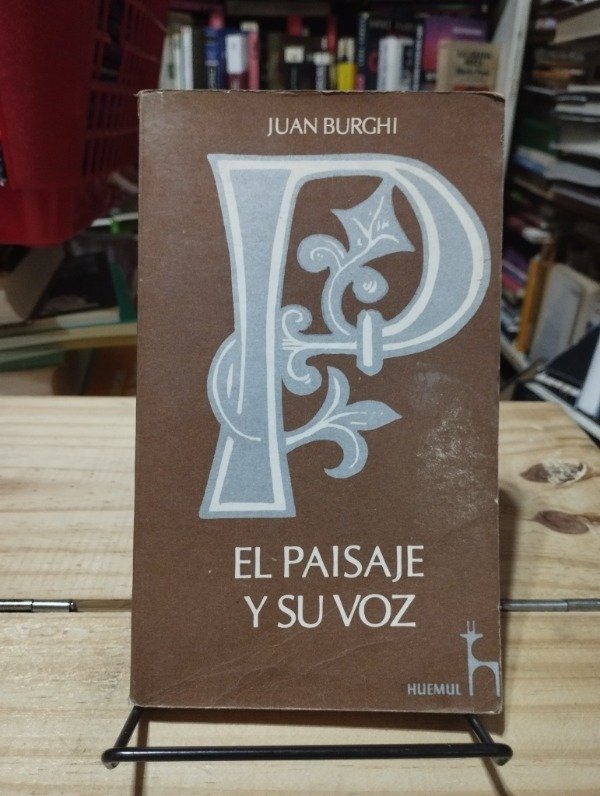 JUAN BURGHI
P
EL PAISAJE
Y SU VOZ
HUEMUL